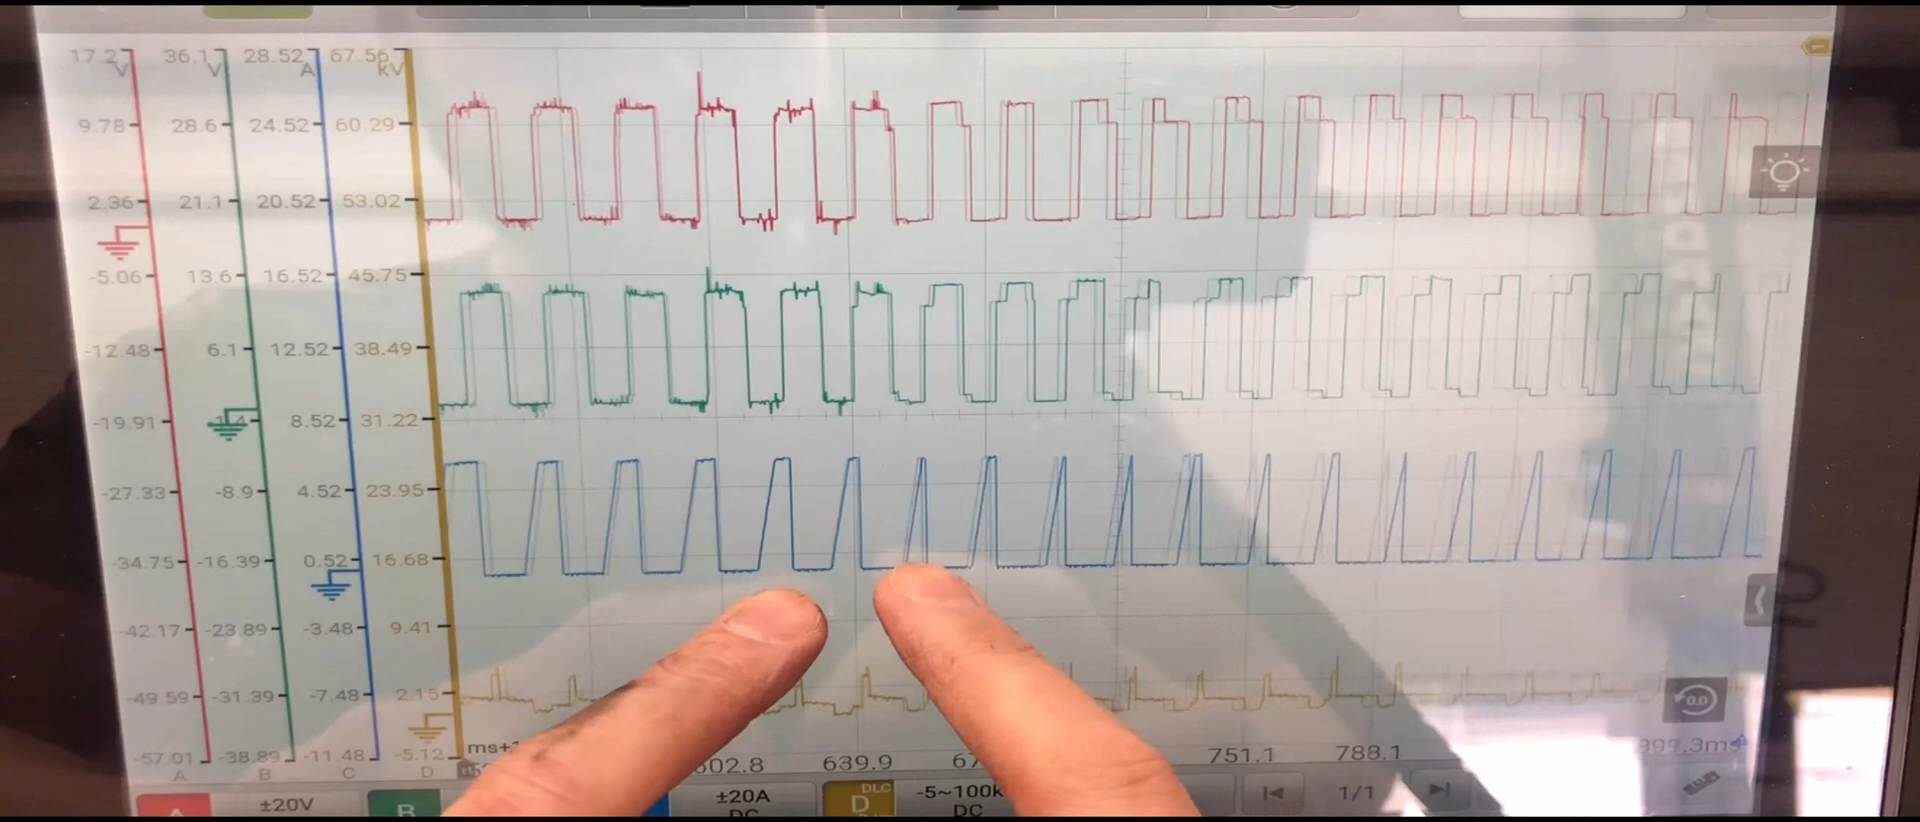 17.2 36.1 28.52 67.56
V V A kV
9.78 28.6 24.52 60.29
2.36 21.1 20.52 53.02
-5.06 13.6 16.52 45.75
-12.48 6.1 12.52 38.49
-19.91 8.52 31.22
-27.33 -8.9 4.52 23.95
-34.75 -16.39 0.52 16.68
-42.17 -23.89 -3.48 9.41
-49.59 -31.39 -7.48 2.15
-57.01 -38.89 -11.48 -5.12
A B C D
0.0
639.9 751.1 788.1
±20V ±20A DLC -5~100k 1/1
B DC D DC